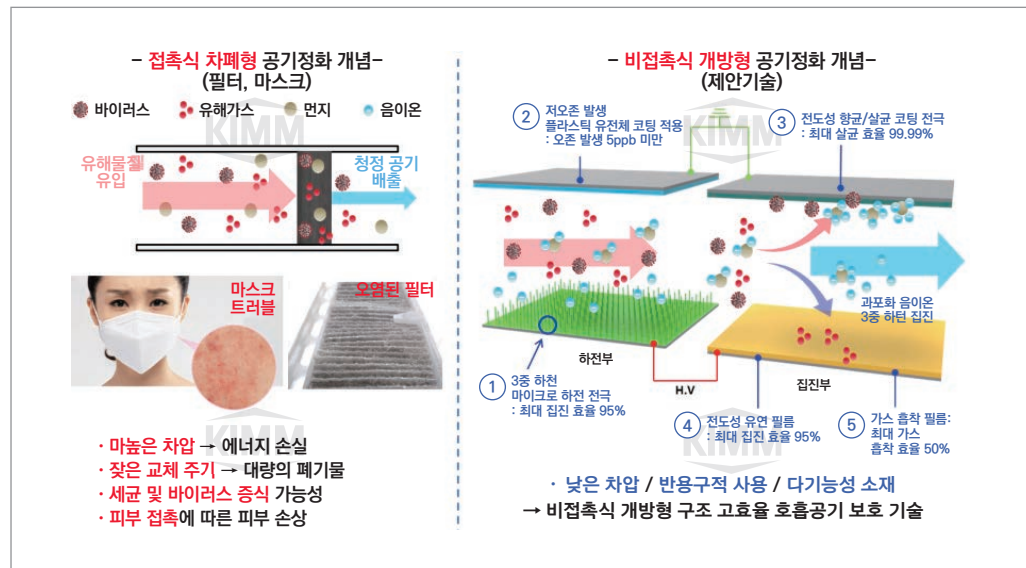 – 접촉식 차폐형 공기정화 개념–
(필터, 마스크)
바이러스 유해가스 먼지 음이온
유해물질
유입
청정 공기
배출
마스크
트러블
오염된 필터
· 마높은 차압 → 에너지 손실
· 잦은 교체 주기 → 대량의 폐기물
· 세균 및 바이러스 증식 가능성
· 피부 접촉에 따른 피부 손상
– 비접촉식 개방형 공기정화 개념–
(제안기술)
② 저오존 발생
플라스틱 유전체 코팅 적용
: 오존 발생 5ppb 미만
③ 전도성 향균/살균 코팅 전극
: 최대 살균 효율 99.99%
과포화 음이온
3중 하턴 집진
하전부
H.V
집진부
① 3중 하천
마이크로 하전 전극
: 최대 집진 효율 95%
④ 전도성 유연 필름
: 최대 집진 효율 95%
⑤ 가스 흡착 필름:
최대 가스
흡착 효율 50%
· 낮은 차압 / 반용구적 사용 / 다기능성 소재
→ 비접촉식 개방형 구조 고효율 호흡공기 보호 기술
KIMM
KIMM
KIMM
KIMM